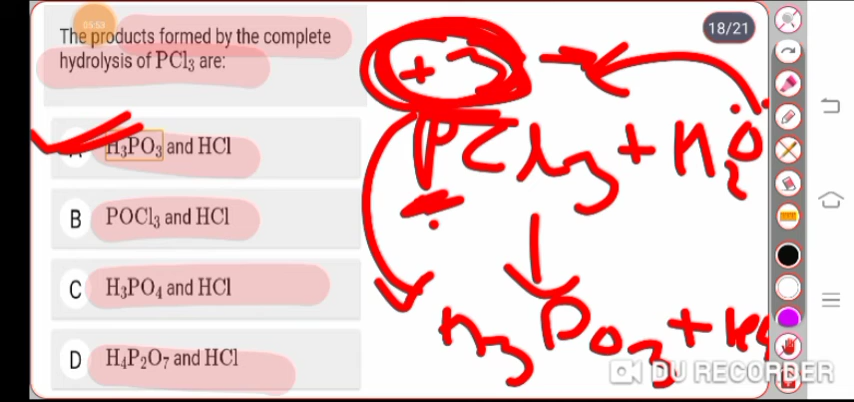 05:53
18/21
The products formed by the complete
hydrolysis of PCl₃ are:
H₃PO₃ and HCl
B POCl₃ and HCl
C H₃PO₄ and HCl
D H₄P₂O₇ and HCl
+3
PCl₃ + H₂O
H₃PO₃ +
DU RECORDER